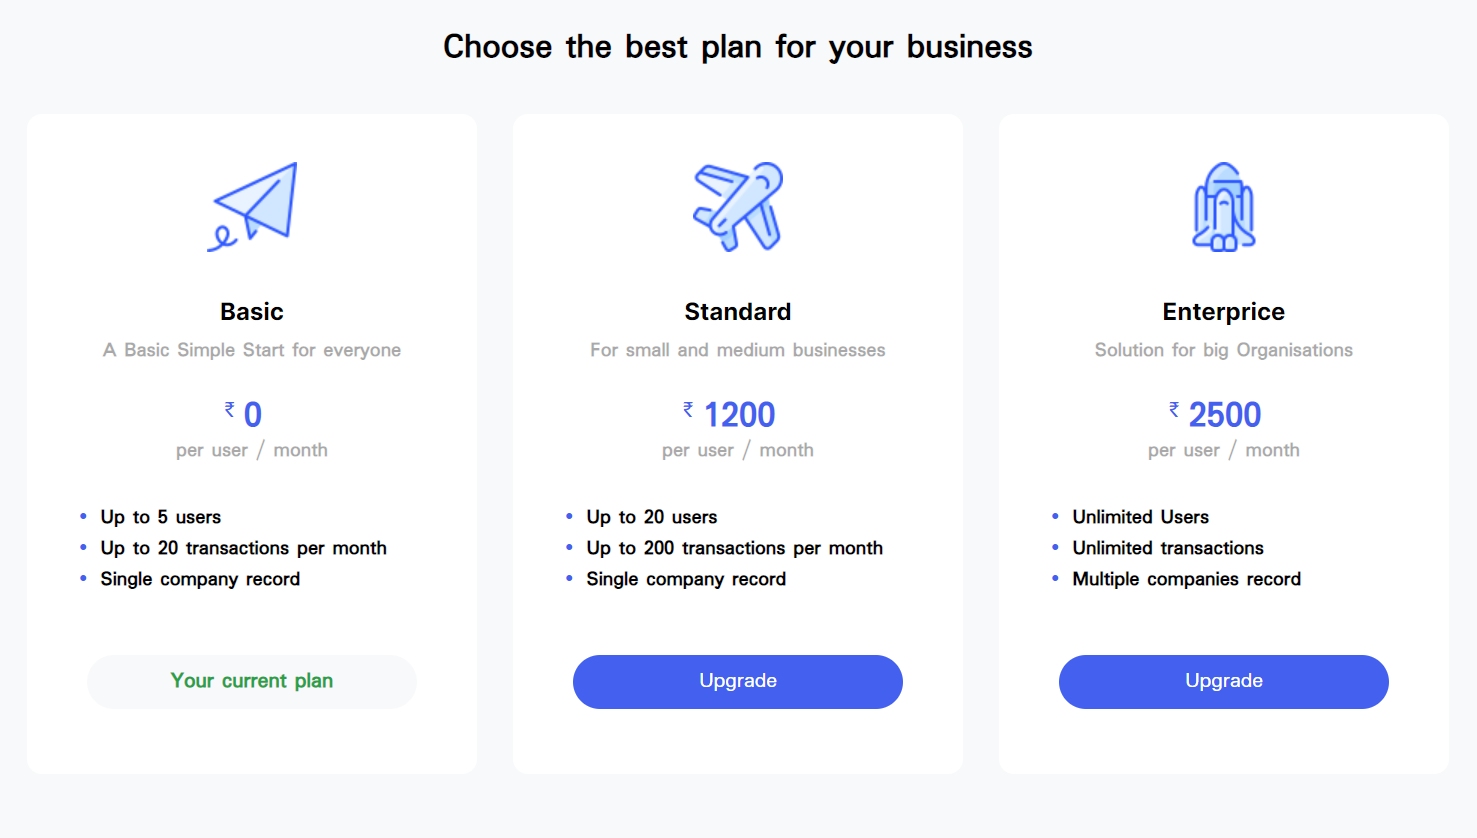 Choose the best plan for your business
Basic
A Basic Simple Start for everyone
₹ 0
per user / month
• Up to 5 users
• Up to 20 transactions per month
• Single company record
Your current plan
Standard
For small and medium businesses
₹ 1200
per user / month
• Up to 20 users
• Up to 200 transactions per month
• Single company record
Upgrade
Enterprice
Solution for big Organisations
₹ 2500
per user / month
• Unlimited Users
• Unlimited transactions
• Multiple companies record
Upgrade